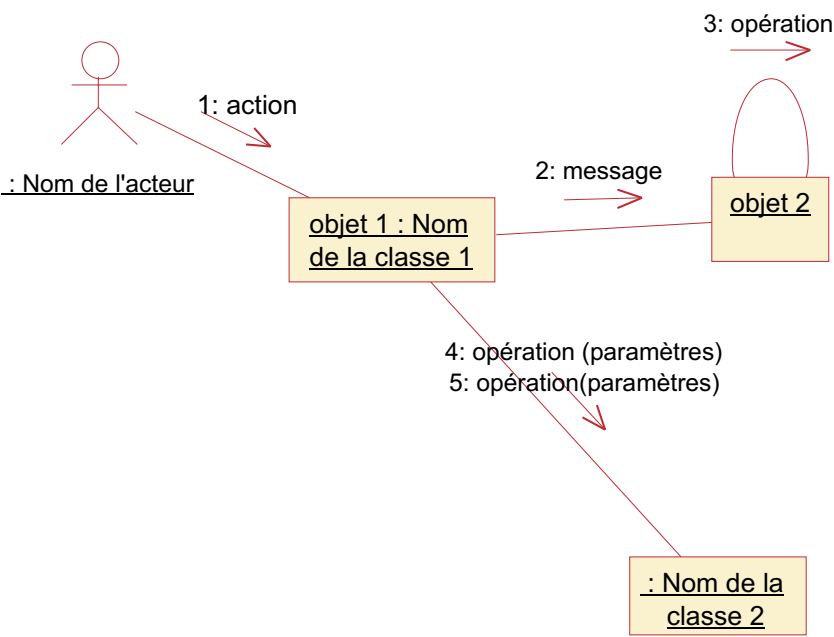 3: opération
1: action
2: message
: Nom de l'acteur
objet 1 : Nom
de la classe 1
objet 2
4: opération (paramètres)
5: opération(paramètres)
: Nom de la
classe 2